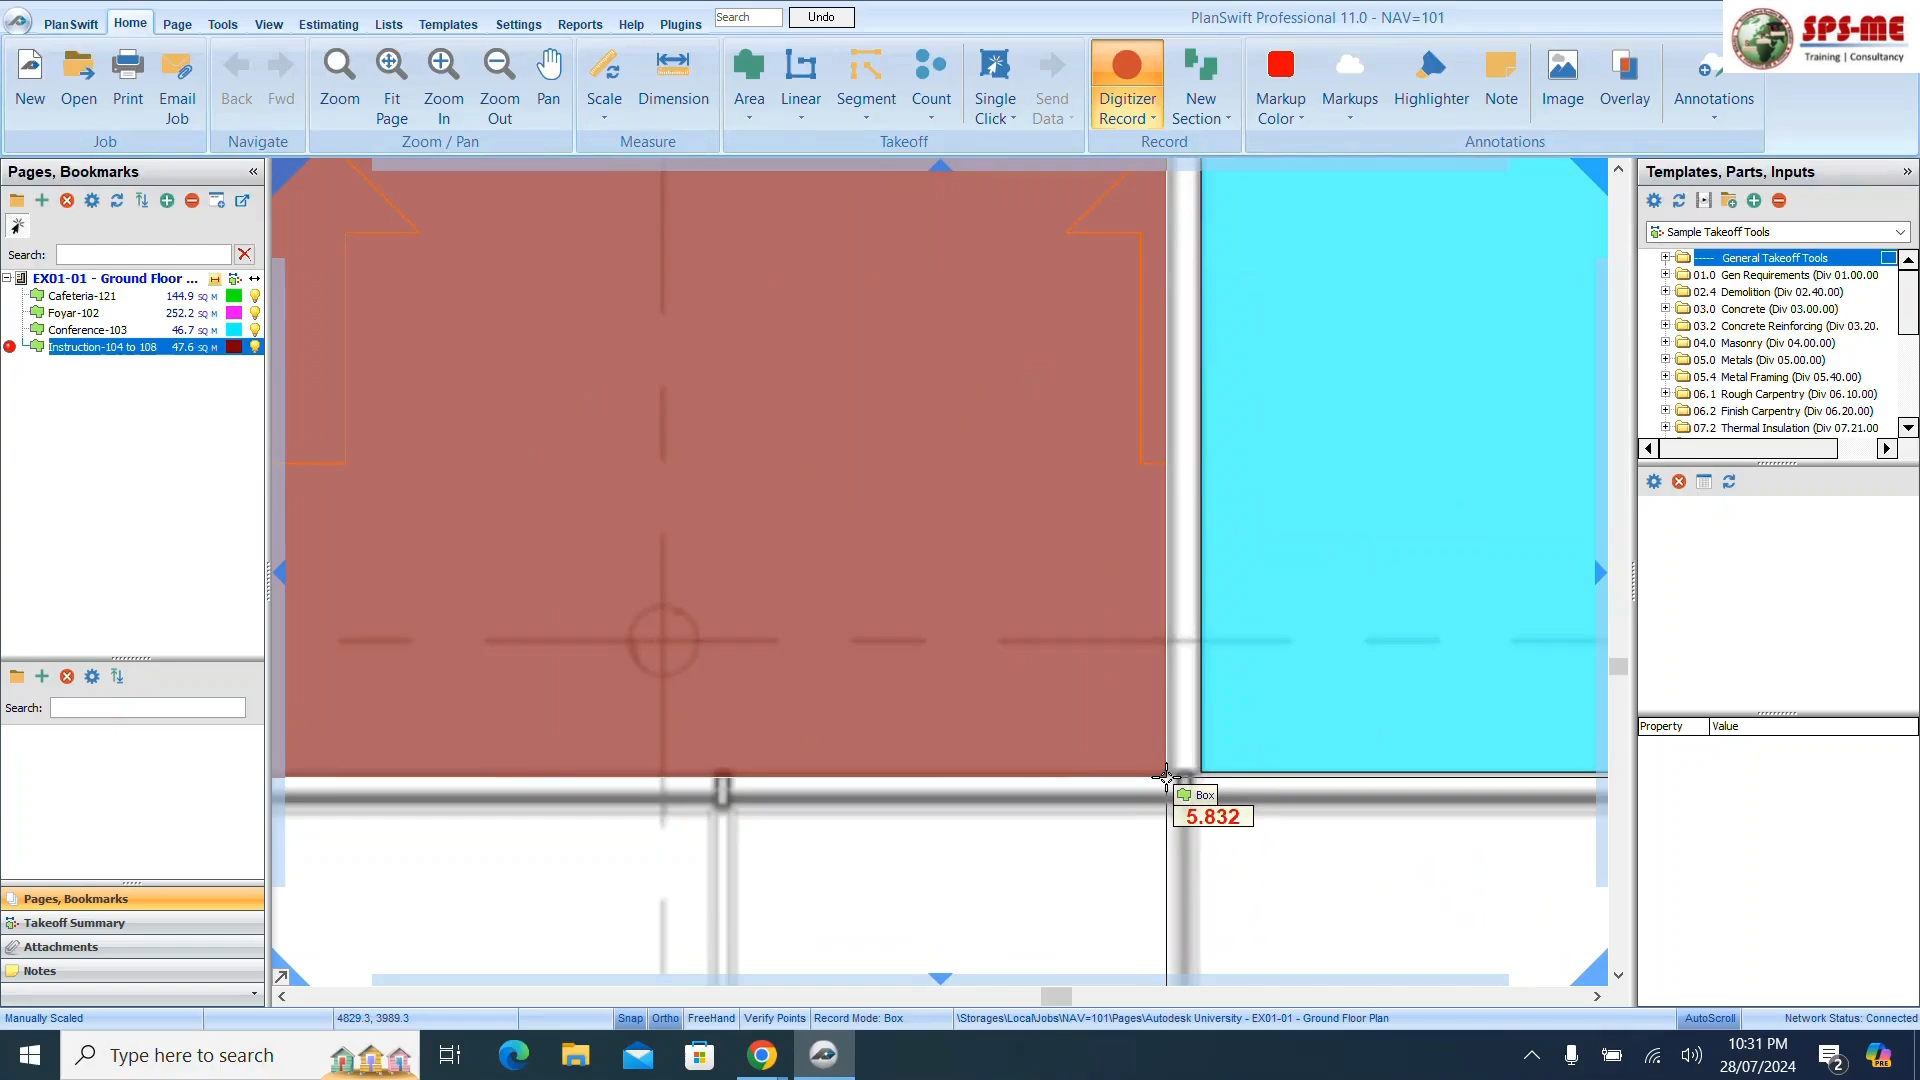 PlanSwift Home Page Tools View Estimating Lists Templates Settings Reports Help Plugins Search Undo PlanSwift Professional 11.0 - NAV=101
SPS-ME
Training | Consultancy
New Open Print Email Job Back Fwd Zoom Fit Page Zoom In Zoom Out Pan Scale Dimension Area Linear Segment Count Single Click Send Data Digitizer Record New Section Markup Color Markups Highlighter Note Image Overlay Annotations
Job Navigate Zoom / Pan Measure Takeoff Record Annotations
Pages, Bookmarks
Search:
EX01-01 - Ground Floor ...
Cafeteria-121 144.9 SQ M
Foyar-102 252.2 SQ M
Conference-103 46.7 SQ M
Instruction-104 to 108 47.6 SQ M
Search:
Pages, Bookmarks
Takeoff Summary
Attachments
Notes
Box
5.832
Templates, Parts, Inputs
Sample Takeoff Tools
----- General Takeoff Tools
01.0 Gen Requirements (Div 01.00.00
02.4 Demolition (Div 02.40.00)
03.0 Concrete (Div 03.00.00)
03.2 Concrete Reinforcing (Div 03.20.
04.0 Masonry (Div 04.00.00)
05.0 Metals (Div 05.00.00)
05.4 Metal Framing (Div 05.40.00)
06.1 Rough Carpentry (Div 06.10.00)
06.2 Finish Carpentry (Div 06.20.00)
07.2 Thermal Insulation (Div 07.21.00
Property Value
Manually Scaled 4829.3, 3989.3 Snap Ortho FreeHand Verify Points Record Mode: Box \Storages\Local\Jobs\NAV=101\Pages\Autodesk University - EX01-01 - Ground Floor Plan AutoScroll Network Status: Connected
Type here to search
10:31 PM
28/07/2024
2
PRE